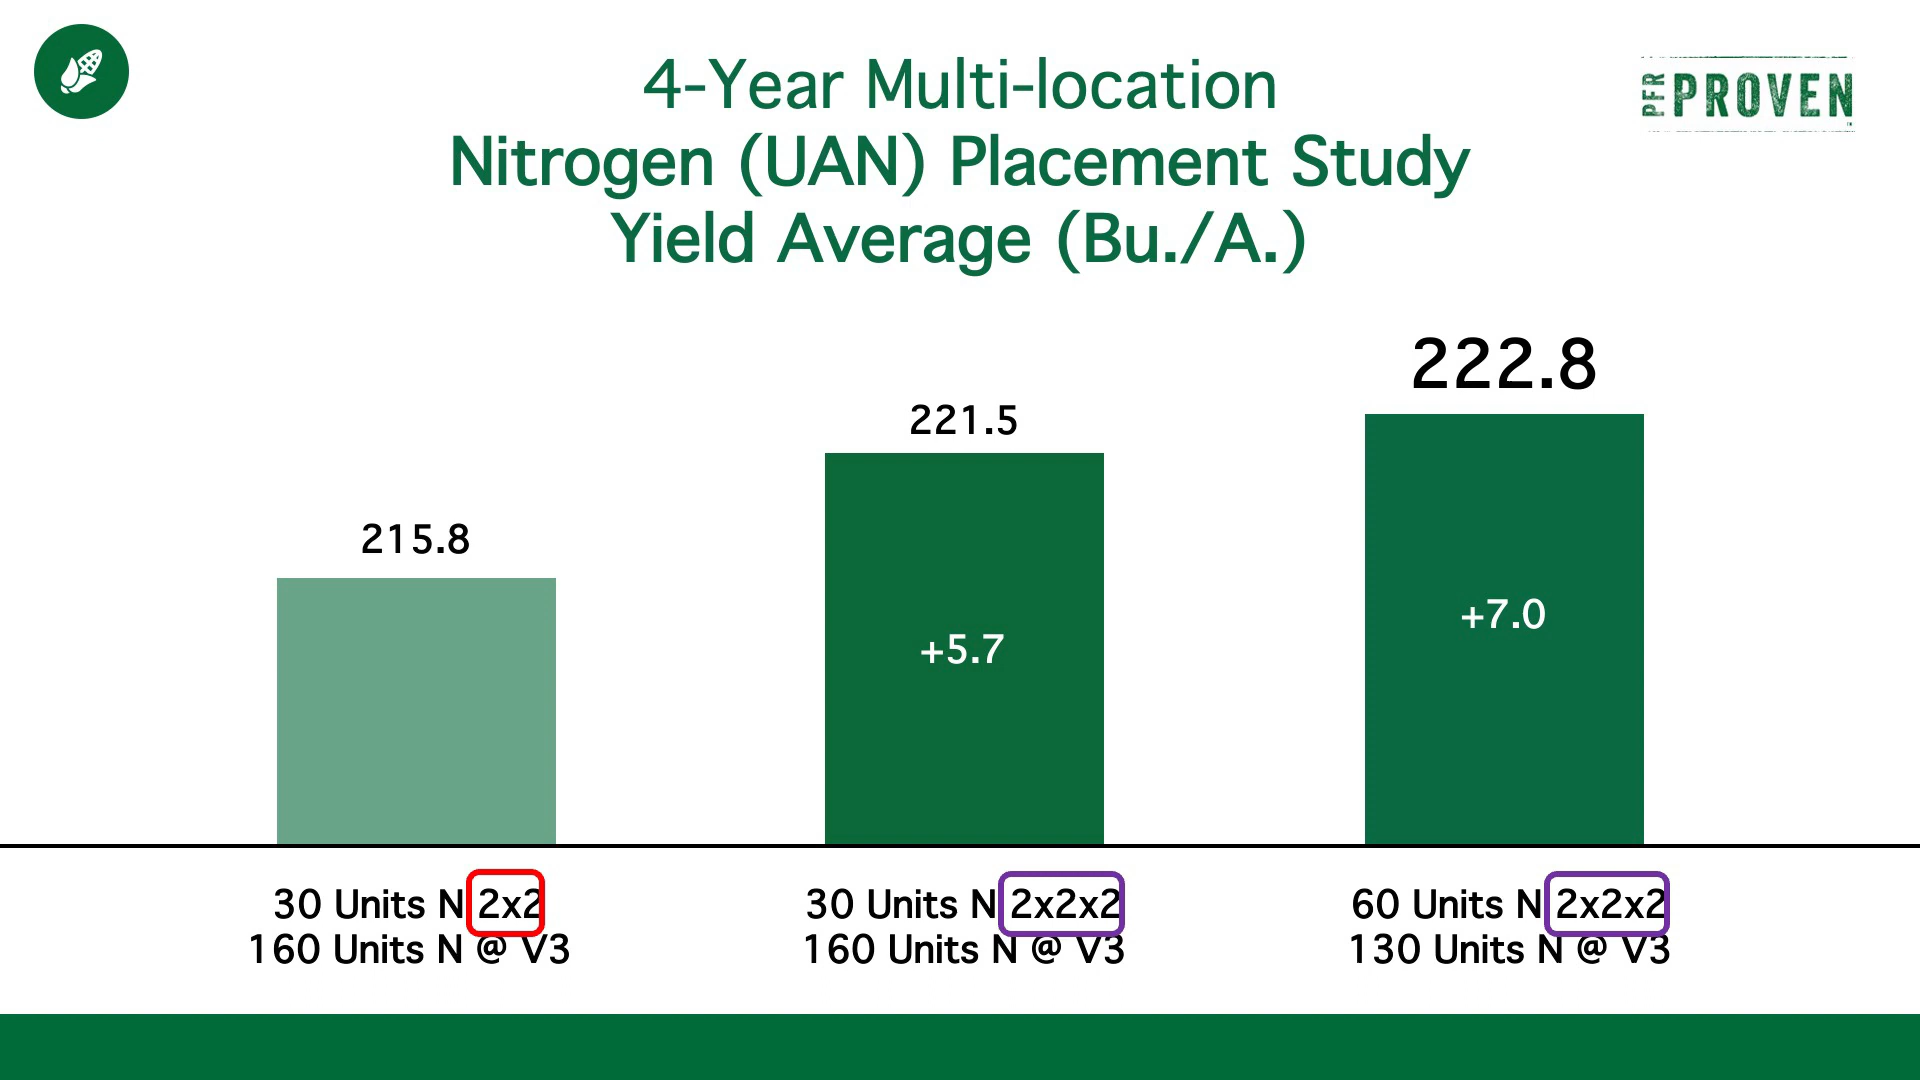 4-Year Multi-location
Nitrogen (UAN) Placement Study
Yield Average (Bu./A.)
PFR PROVEN
222.8
221.5
215.8
+7.0
+5.7
30 Units N 2x2
160 Units N @ V3
30 Units N 2x2x2
160 Units N @ V3
60 Units N 2x2x2
130 Units N @ V3